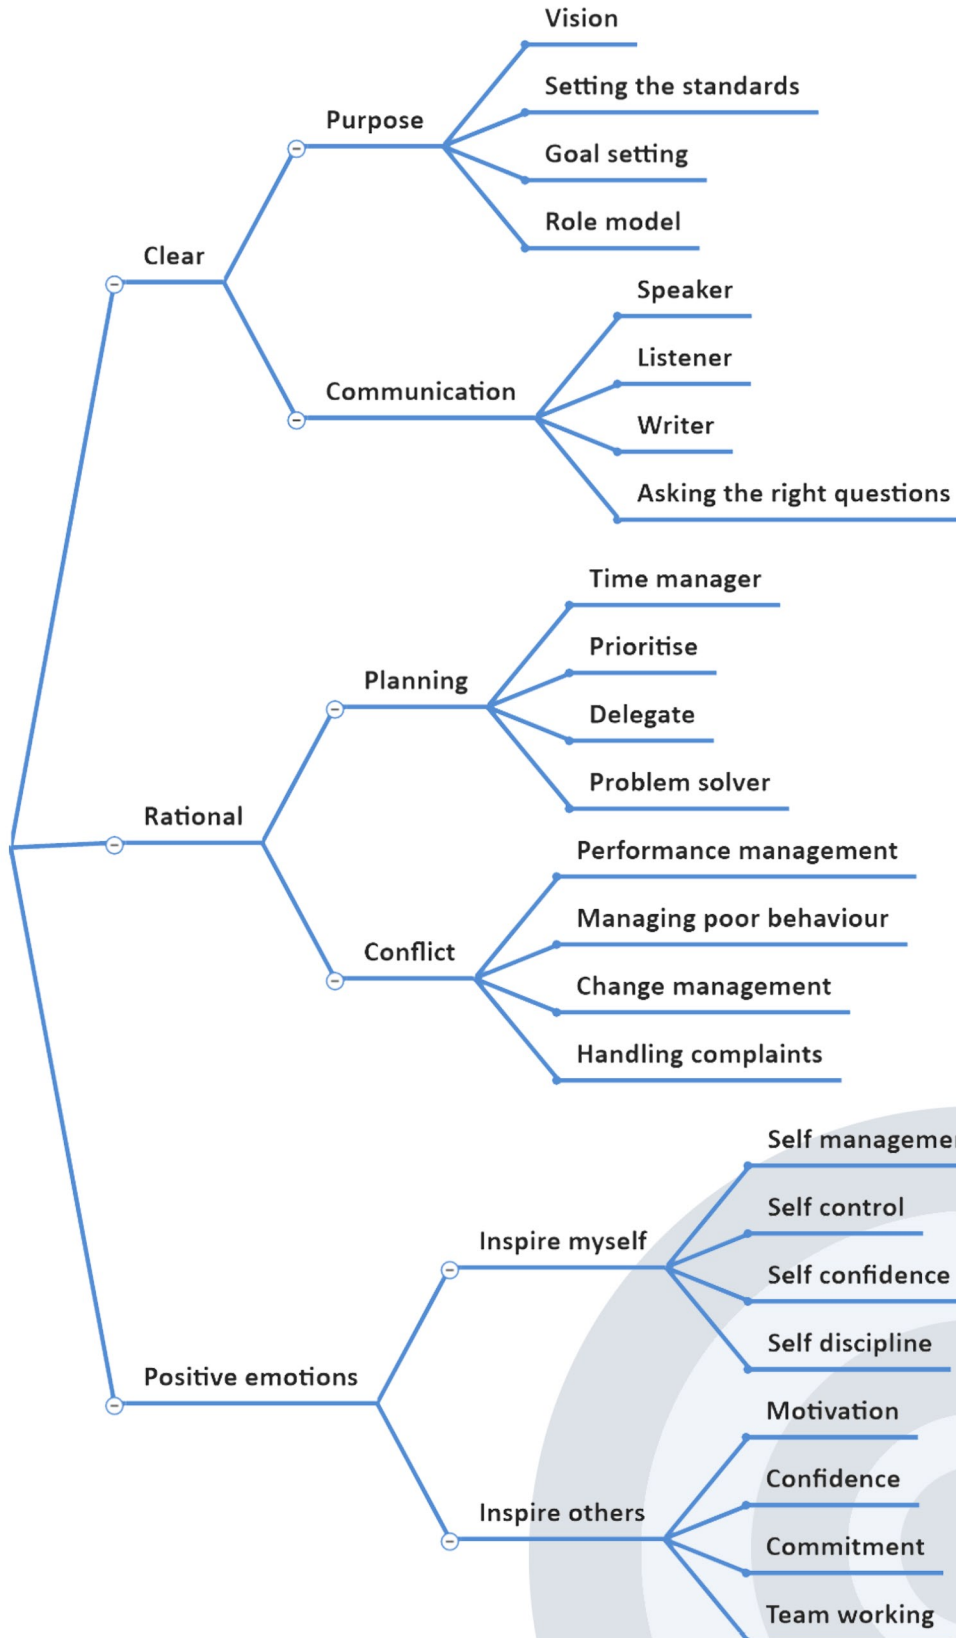 Vision
Setting the standards
Purpose
Goal setting
Role model
Clear
Speaker
Listener
Communication
Writer
Asking the right questions
Time manager
Prioritise
Planning
Delegate
Problem solver
Rational
Performance management
Managing poor behaviour
Conflict
Change management
Handling complaints
Self
Self control
Inspire myself
Self confidence
Self discipline
Positive emotions
Motivation
Confidence
Inspire others
Commitment
Team working